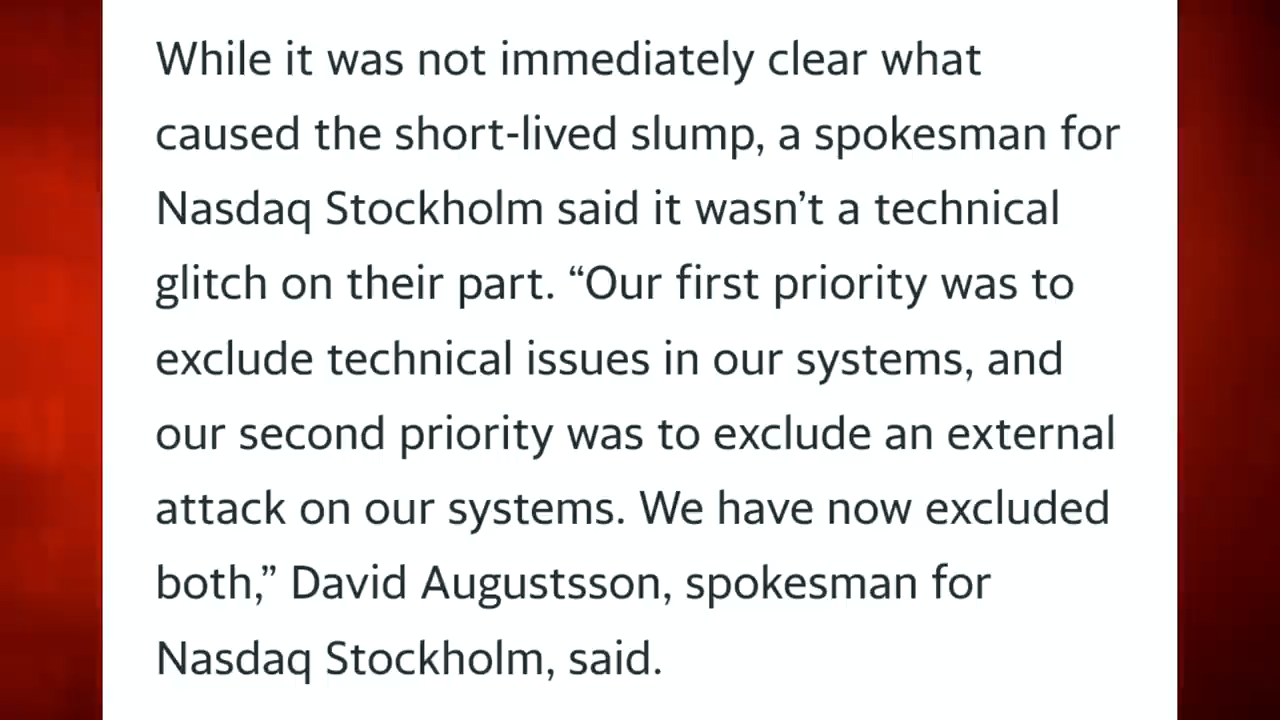 While it was not immediately clear what
caused the short-lived slump, a spokesman for
Nasdaq Stockholm said it wasn’t a technical
glitch on their part. “Our first priority was to
exclude technical issues in our systems, and
our second priority was to exclude an external
attack on our systems. We have now excluded
both,” David Augustsson, spokesman for
Nasdaq Stockholm, said.